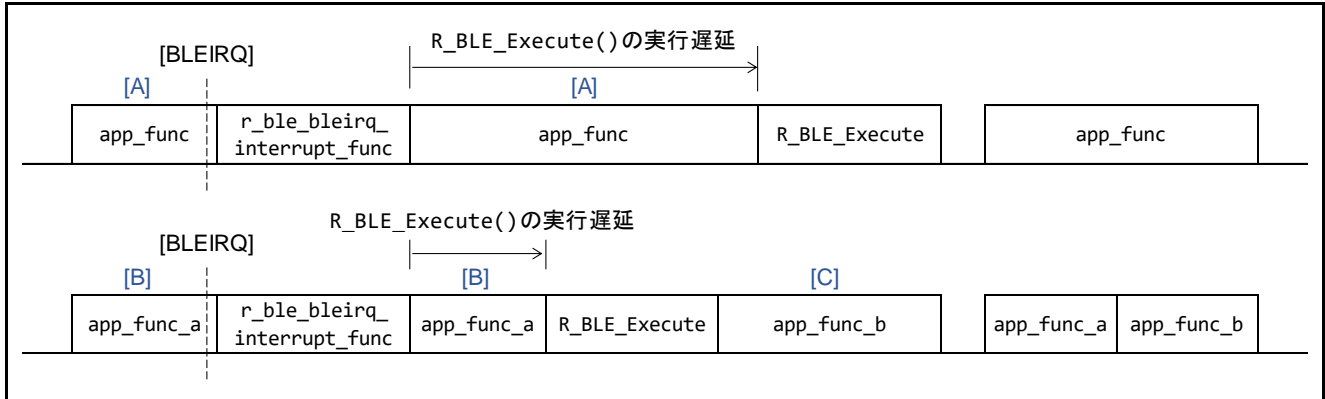 R_BLE_Execute()の実行遅延
[BLEIRQ]
[A]
[A]
app_func
r_ble_bleirq_
interrupt_func
app_func
R_BLE_Execute
app_func
R_BLE_Execute()の実行遅延
[BLEIRQ]
[B]
[B]
[C]
app_func_a
r_ble_bleirq_
interrupt_func
app_func_a
R_BLE_Execute
app_func_b
app_func_a
app_func_b